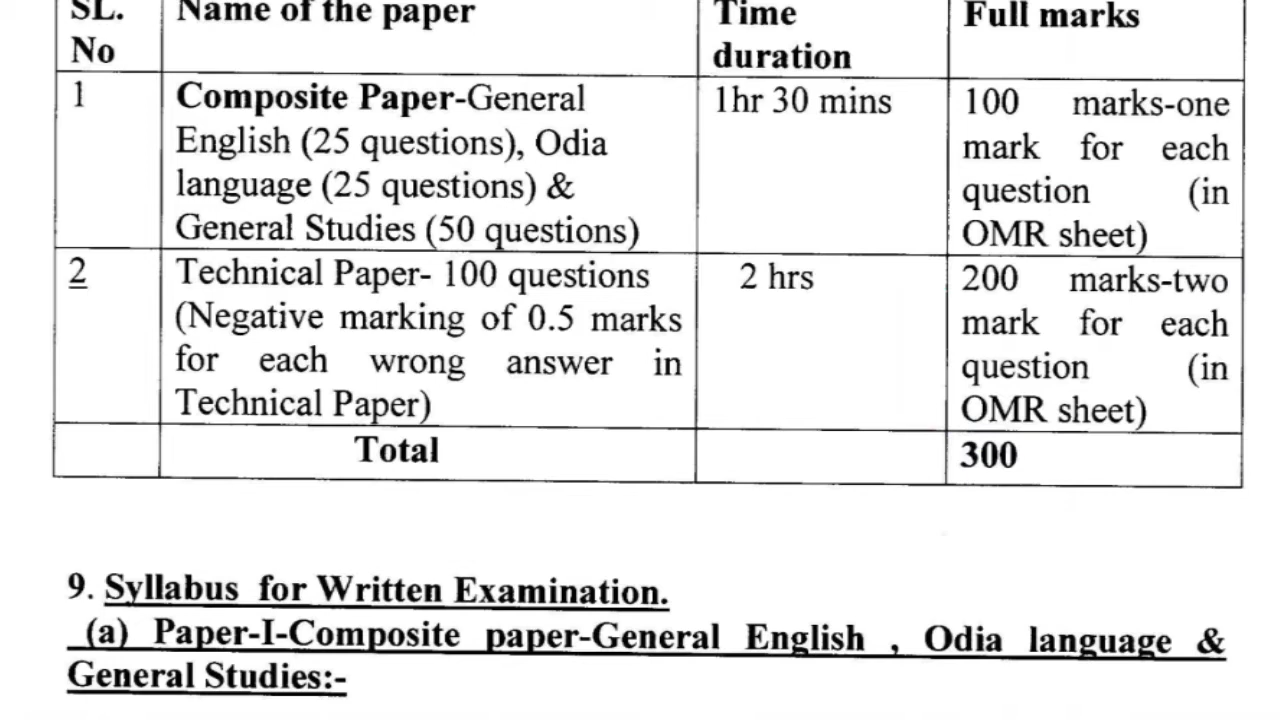 SL. Name of the paper Time Full marks
No duration
1 Composite Paper-General 1hr 30 mins 100 marks-one
English (25 questions), Odia mark for each
language (25 questions) & question (in
General Studies (50 questions) OMR sheet)
2 Technical Paper- 100 questions 2 hrs 200 marks-two
(Negative marking of 0.5 marks mark for each
for each wrong answer in question (in
Technical Paper) OMR sheet)
Total 300
9. Syllabus for Written Examination.
(a) Paper-I-Composite paper-General English , Odia language &
General Studies:-